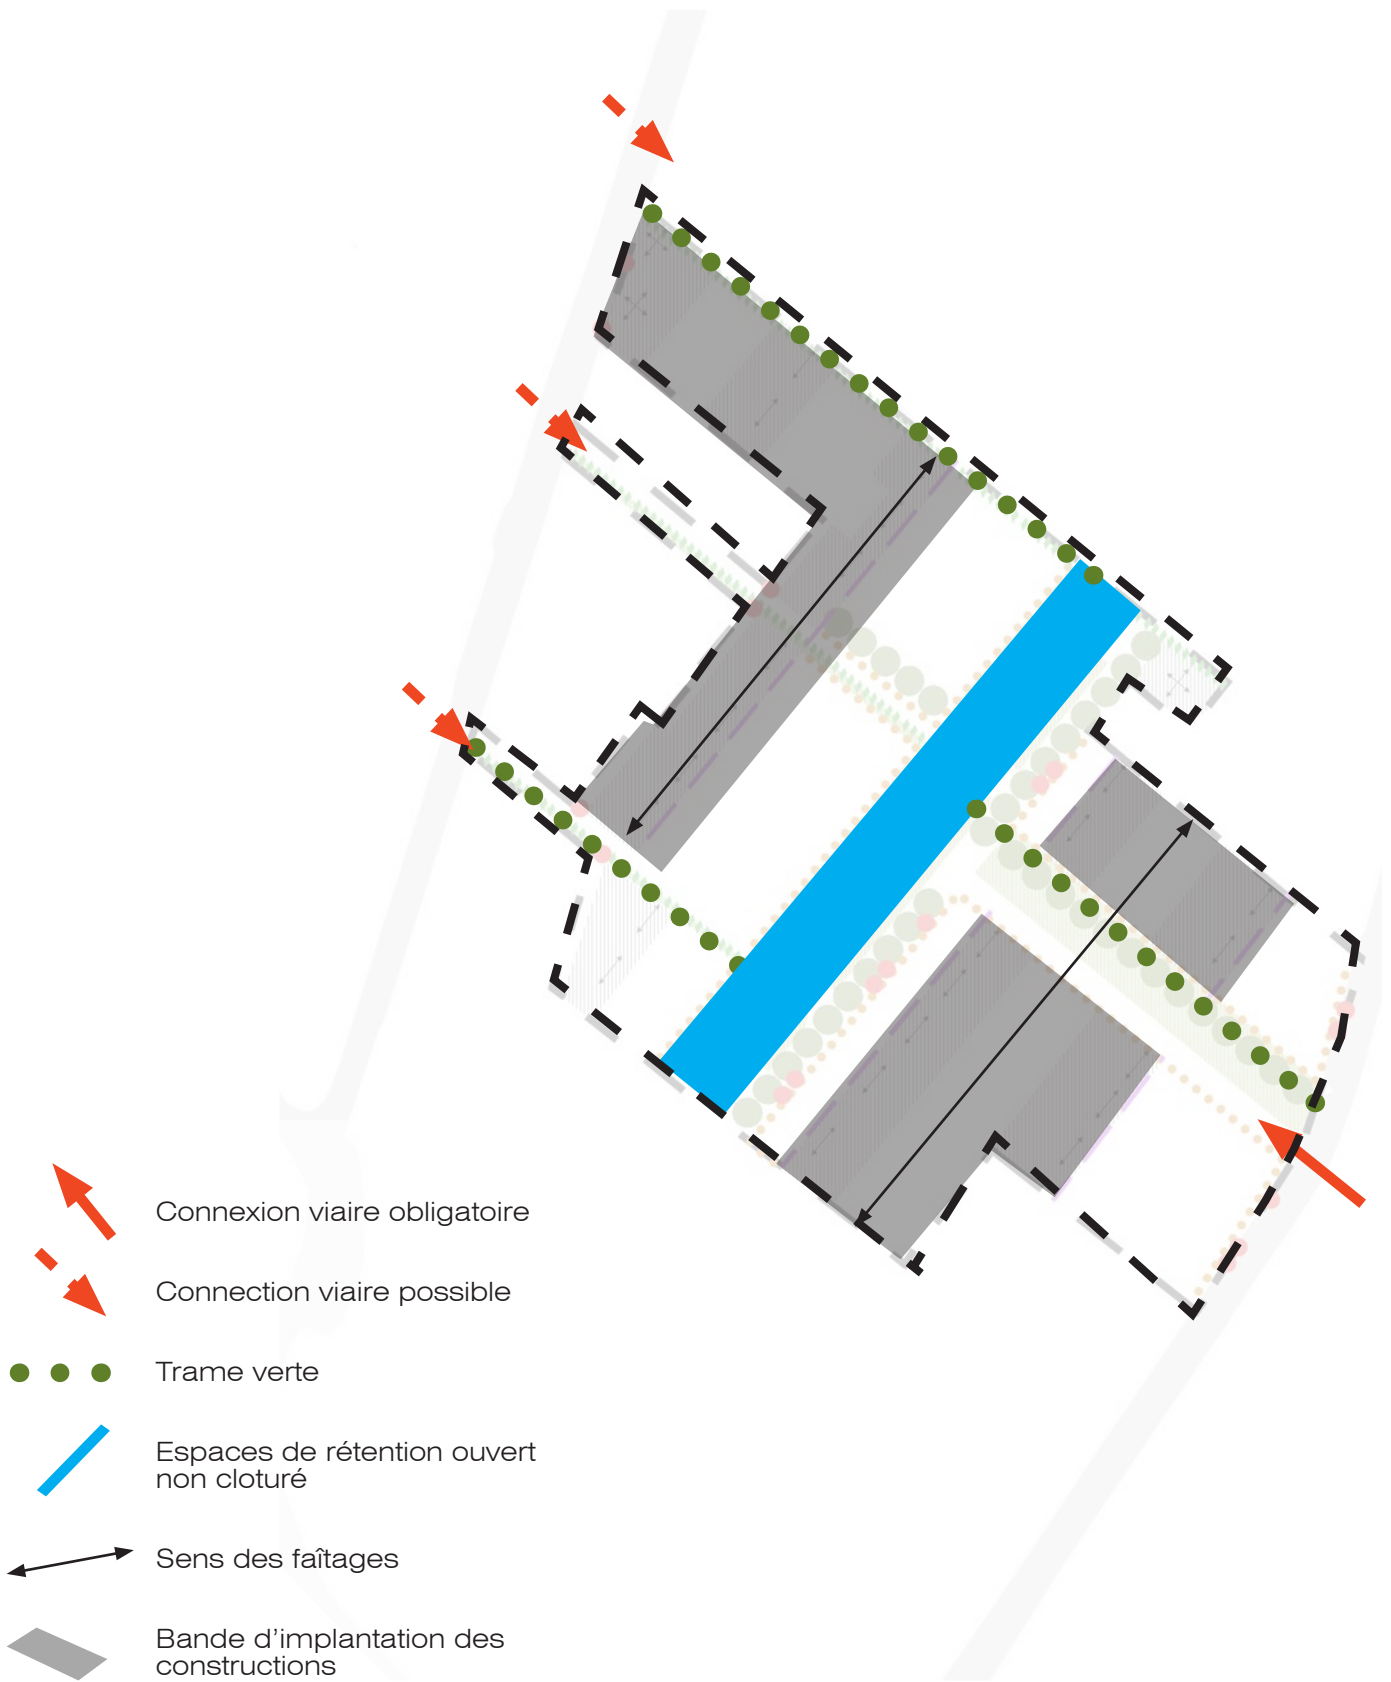 Connexion viaire obligatoire
Connection viaire possible
Trame verte
Espaces de rétention ouvert
non cloturé
Sens des faîtages
Bande d'implantation des
constructions